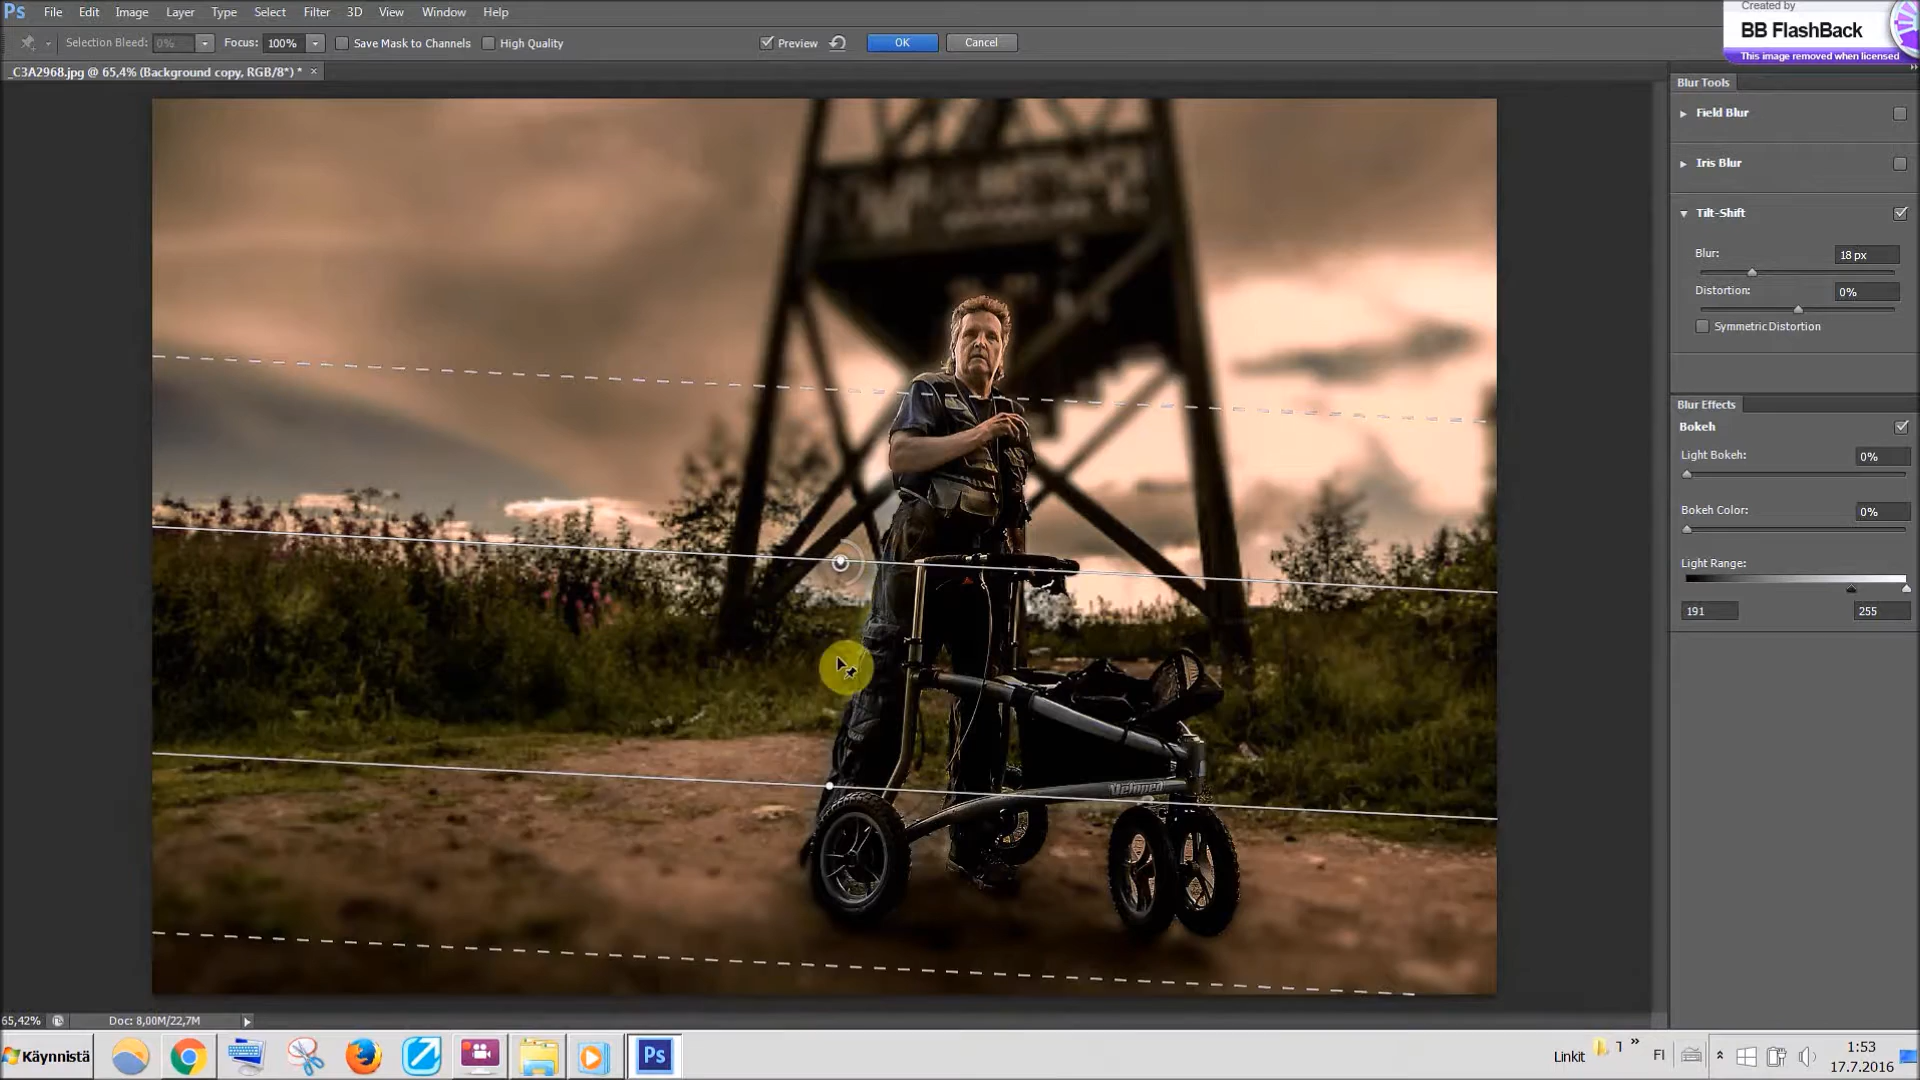 Ps File Edit Image Layer Type Select Filter 3D View Window Help
Created by
BB FlashBack
This image removed when licensed
Selection Bleed: 0% Focus: 100% Save Mask to Channels High Quality Preview OK Cancel
_C3A2968.jpg @ 65,4% (Background copy, RGB/8*) * ×
Blur Tools
Field Blur
Iris Blur
Tilt-Shift
Blur: 18 px
Distortion: 0%
Symmetric Distortion
Blur Effects
Bokeh
Light Bokeh: 0%
Bokeh Color: 0%
Light Range:
191 255
Veloped
65,42% Doc: 8,00M/22,7M
Käynnistä
Ps
Linkit
FI
1:53
17.7.2016